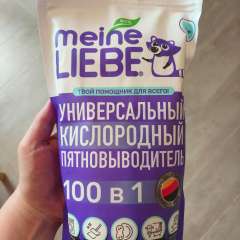 meine
LIEBE
ТВОЙ ПОМОЩНИК ДЛЯ ВСЕГО!
УНИВЕРСАЛЬНЫЙ
КИСЛОРОДНЫЙ
ПЯТНОВЫВОДИТЕЛЬ
100 В 1